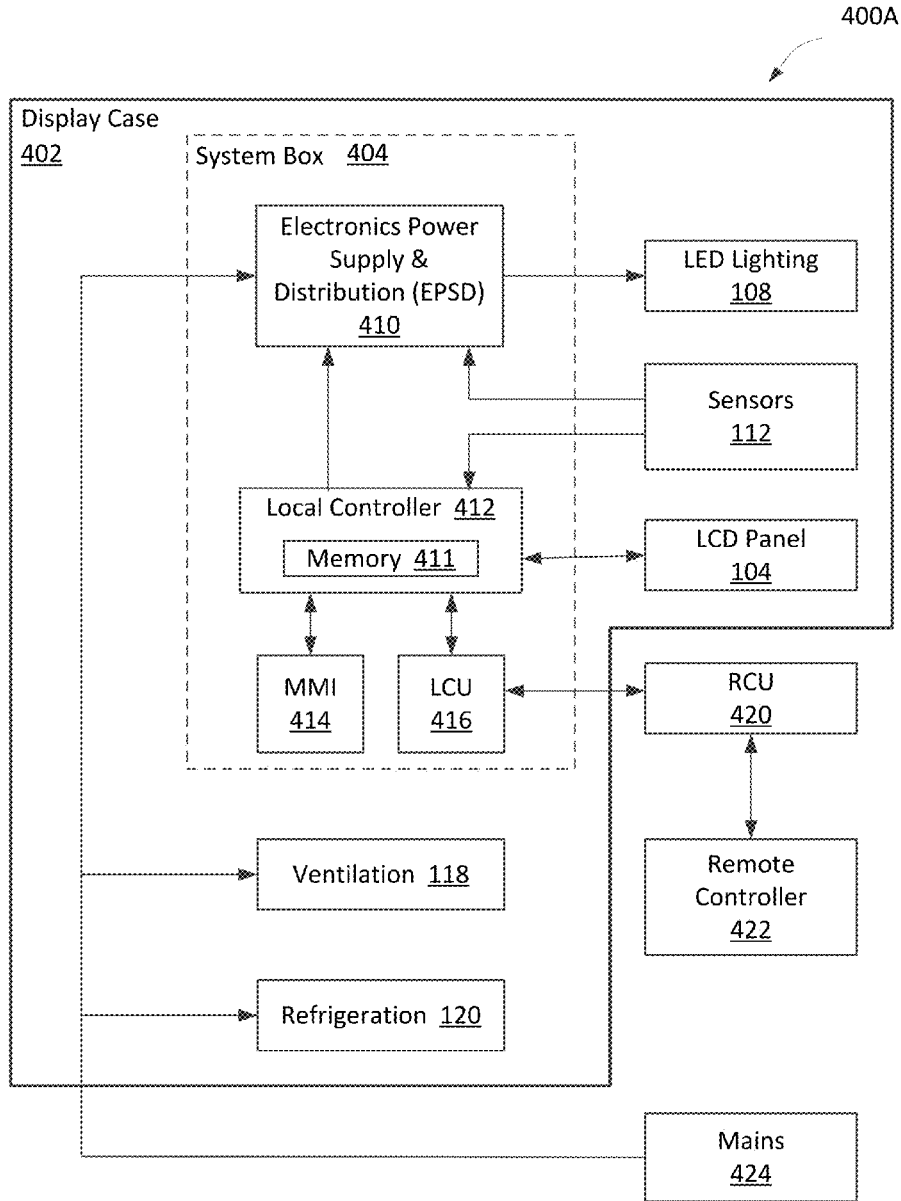 400A
Display Case
402
System Box 404
Electronics Power
Supply &
Distribution (EPSD)
410
LED Lighting
108
Sensors
112
Local Controller 412
Memory 411
LCD Panel
104
MMI
414
LCU
416
RCU
420
Ventilation 118
Remote
Controller
422
Refrigeration 120
Mains
424